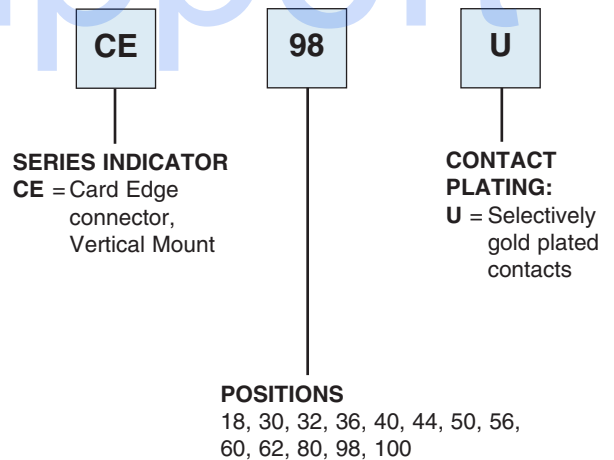 pport
CE 98 U
SERIES INDICATOR
CE = Card Edge
connector,
Vertical Mount
CONTACT
PLATING:
U = Selectively
gold plated
contacts
POSITIONS
18, 30, 32, 36, 40, 44, 50, 56,
60, 62, 80, 98, 100